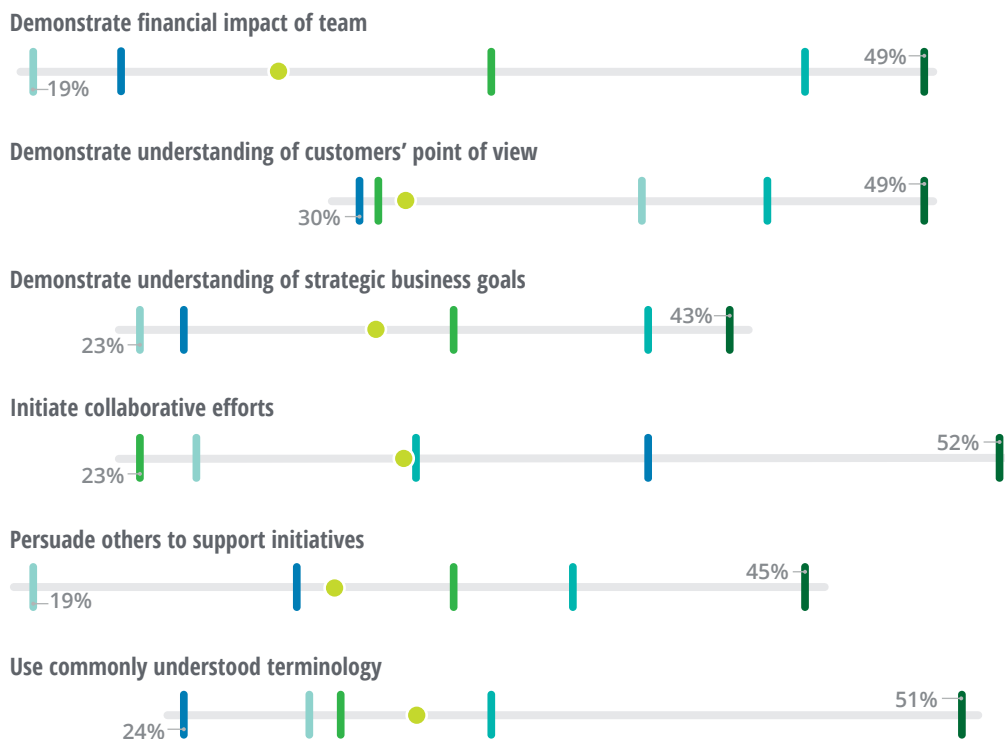 Demonstrate financial impact of team
49%
19%
Demonstrate understanding of customers’ point of view
49%
30%
Demonstrate understanding of strategic business goals
43%
23%
Initiate collaborative efforts
52%
23%
Persuade others to support initiatives
45%
19%
Use commonly understood terminology
51%
24%